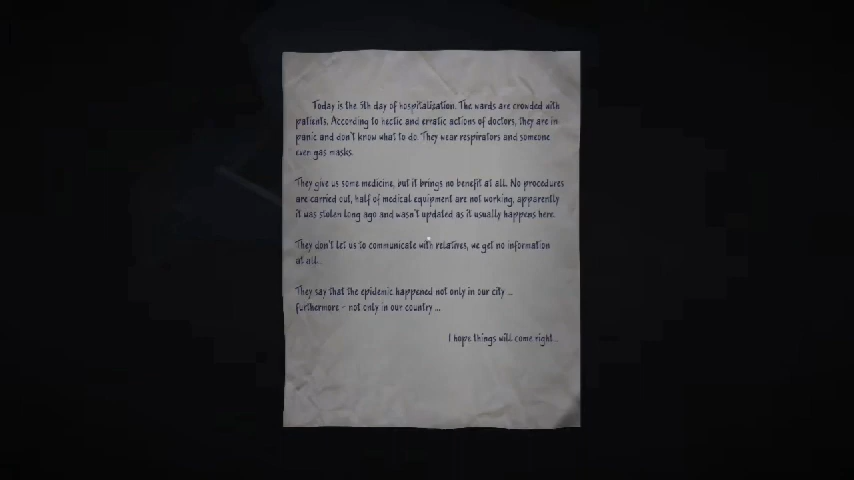 Today is the 5th day of hospitalization. The wards are crowded with
patients. According to hectic and erratic actions of doctors, they are in
panic and don't know what to do. They wear respirators and someone
even gas masks.
They give us some medicine, but it brings no benefit at all. No procedures
are carried out, half of medical equipment are not working, apparently
it was stolen long ago and wasn't updated as it usually happens here.
They don't let us to communicate with relatives, we get no information
at all...
They say that the epidemic happened not only in our city ...
furthermore - not only in our country ...
I hope things will come right...